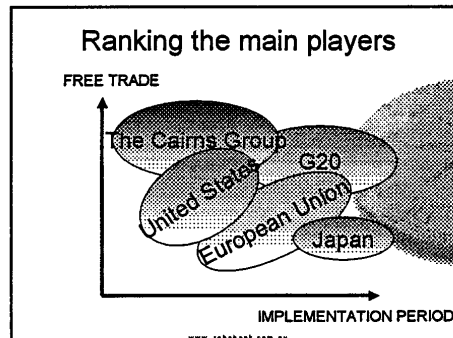 Ranking the main players
FREE TRADE
The Cairns Group
G20
United States
European Union
Japan
IMPLEMENTATION PERIOD